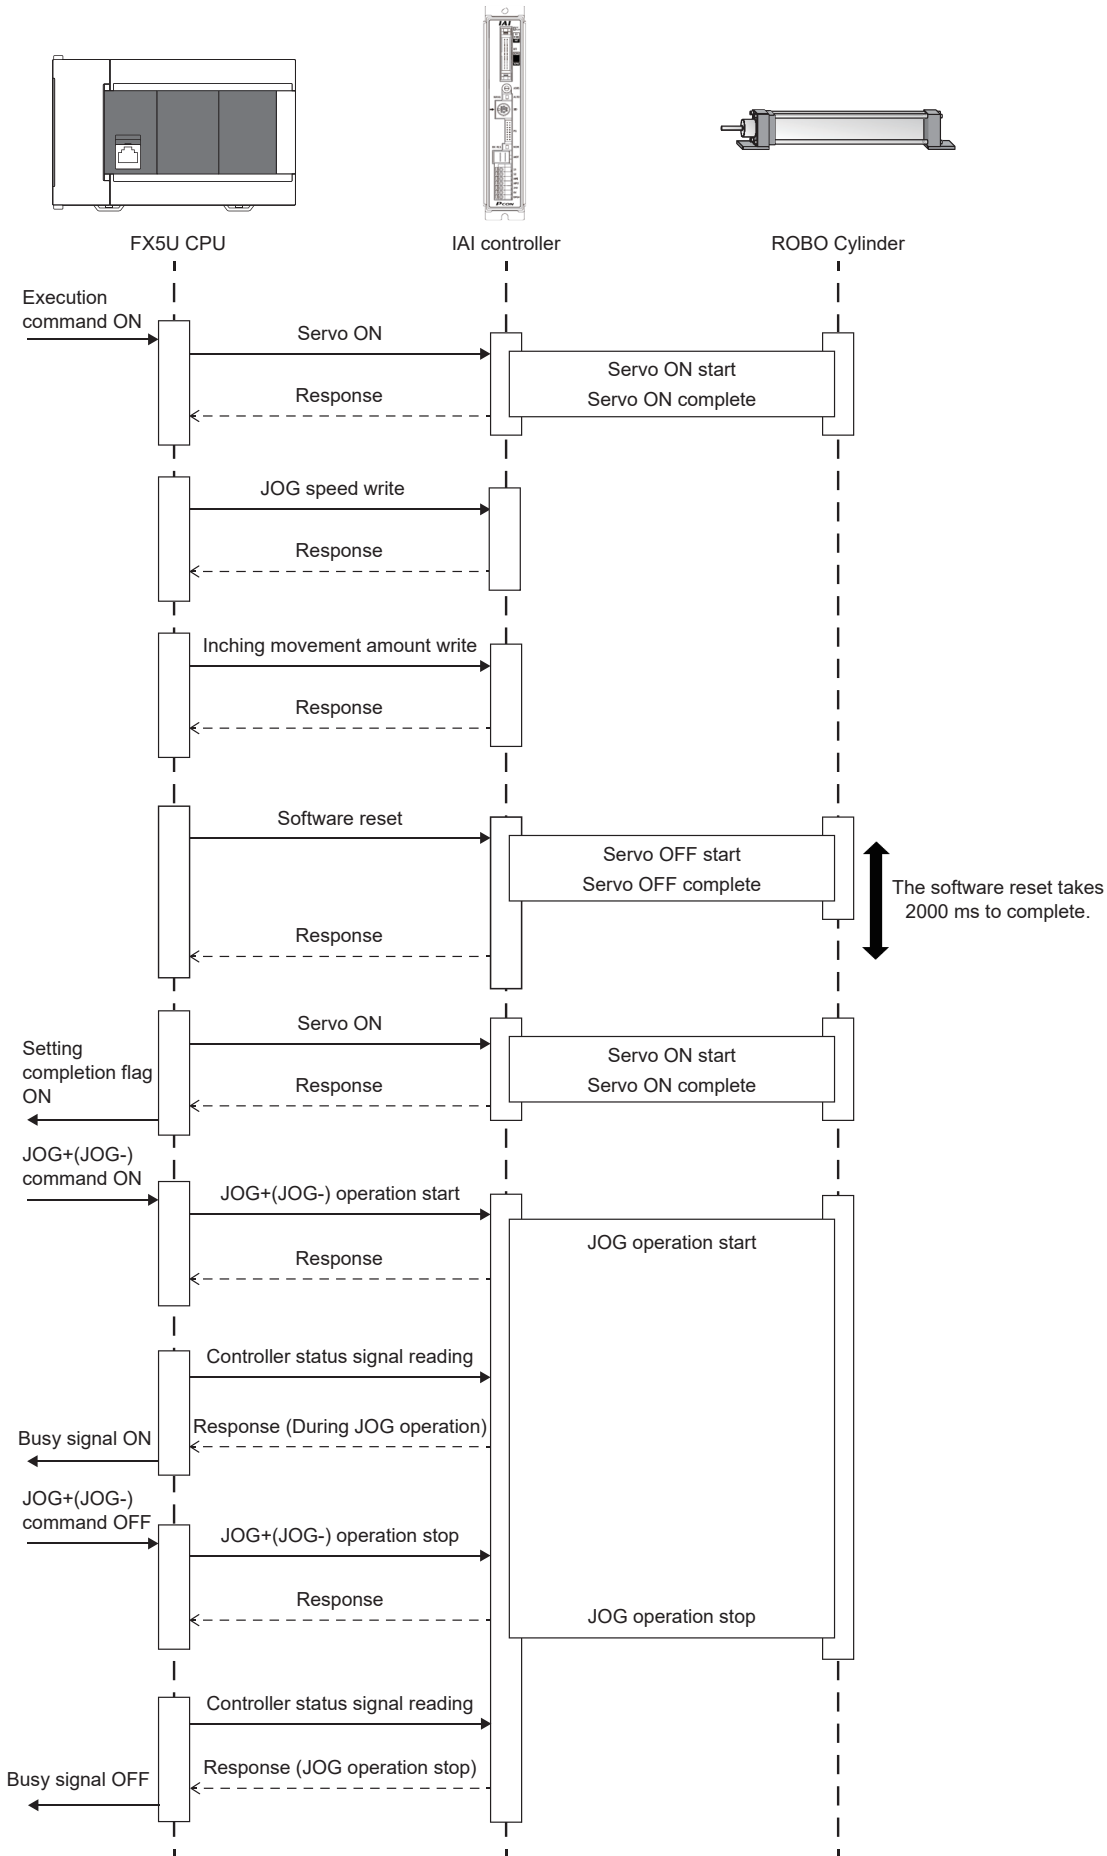 IAI
PCON
FX5U CPU
IAI controller
ROBO Cylinder
Execution
command ON
Servo ON
Servo ON start
Servo ON complete
Response
JOG speed write
Response
Inching movement amount write
Response
Software reset
Servo OFF start
Servo OFF complete
The software reset takes
2000 ms to complete.
Response
Servo ON
Setting
completion flag
ON
Servo ON start
Servo ON complete
Response
JOG+(JOG-)
command ON
JOG+(JOG-) operation start
JOG operation start
Response
Controller status signal reading
Response (During JOG operation)
Busy signal ON
JOG+(JOG-)
command OFF
JOG+(JOG-) operation stop
Response
JOG operation stop
Controller status signal reading
Response (JOG operation stop)
Busy signal OFF